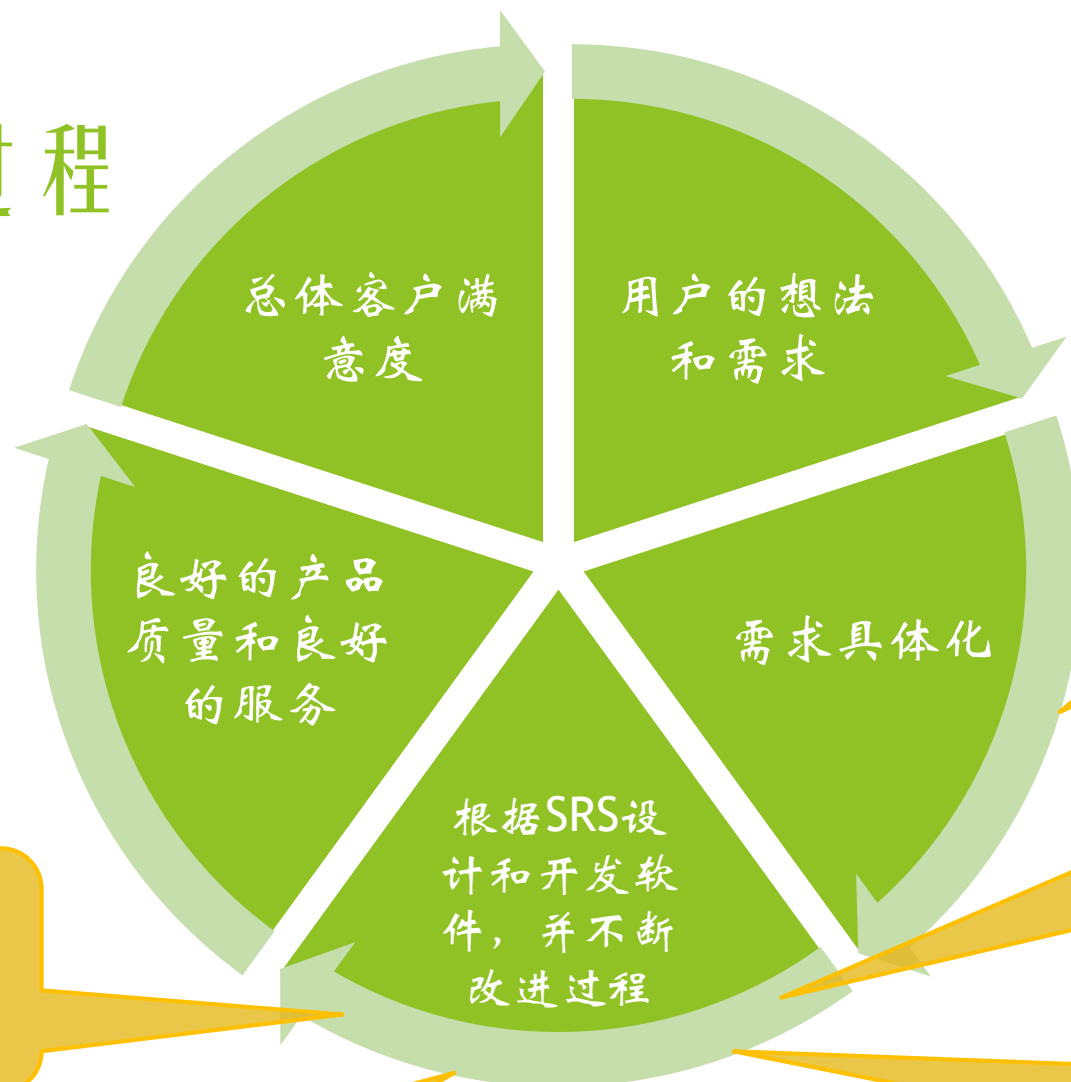 过程
用户的想法
和需求
需求具体化
根据SRS设
计和开发软
件，并不断
改进过程
良好的产品
质量和良好
的服务
总体客户满
意度